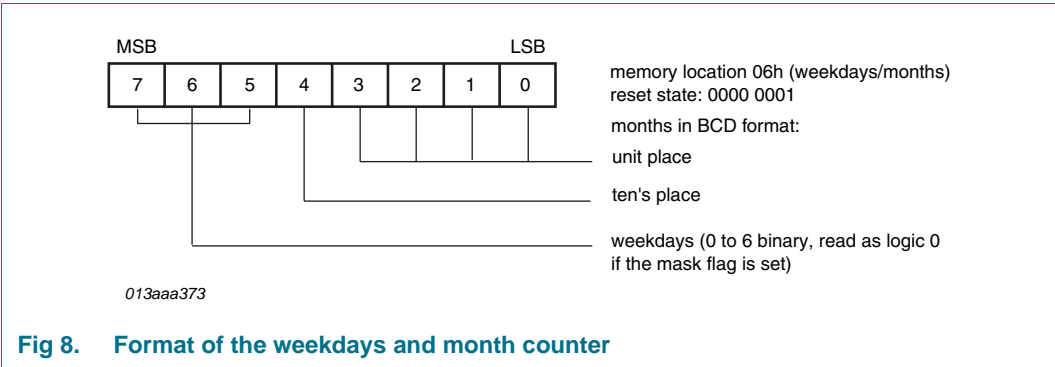 MSB LSB
7 6 5 4 3 2 1 0
memory location 06h (weekdays/months)
reset state: 0000 0001
months in BCD format:
unit place
ten's place
weekdays (0 to 6 binary, read as logic 0
if the mask flag is set)
013aaa373
Fig 8. Format of the weekdays and month counter